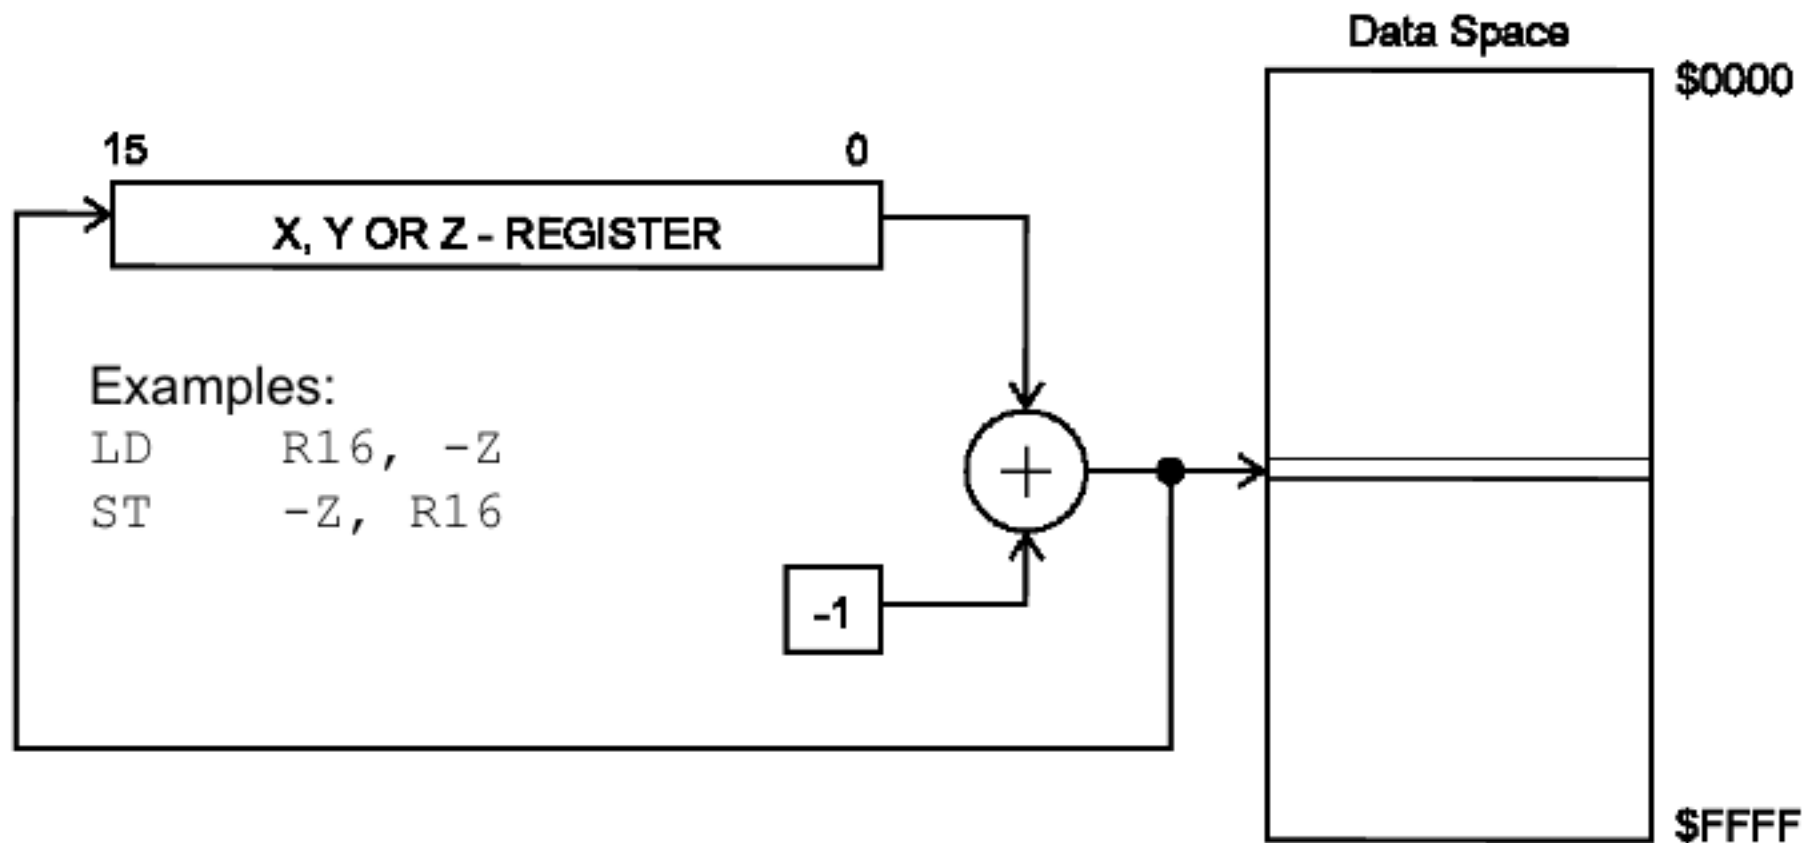 Data Space
$0000
15 0
X, Y OR Z - REGISTER
Examples:
LD R16, -Z
ST -Z, R16
-1
$FFFF